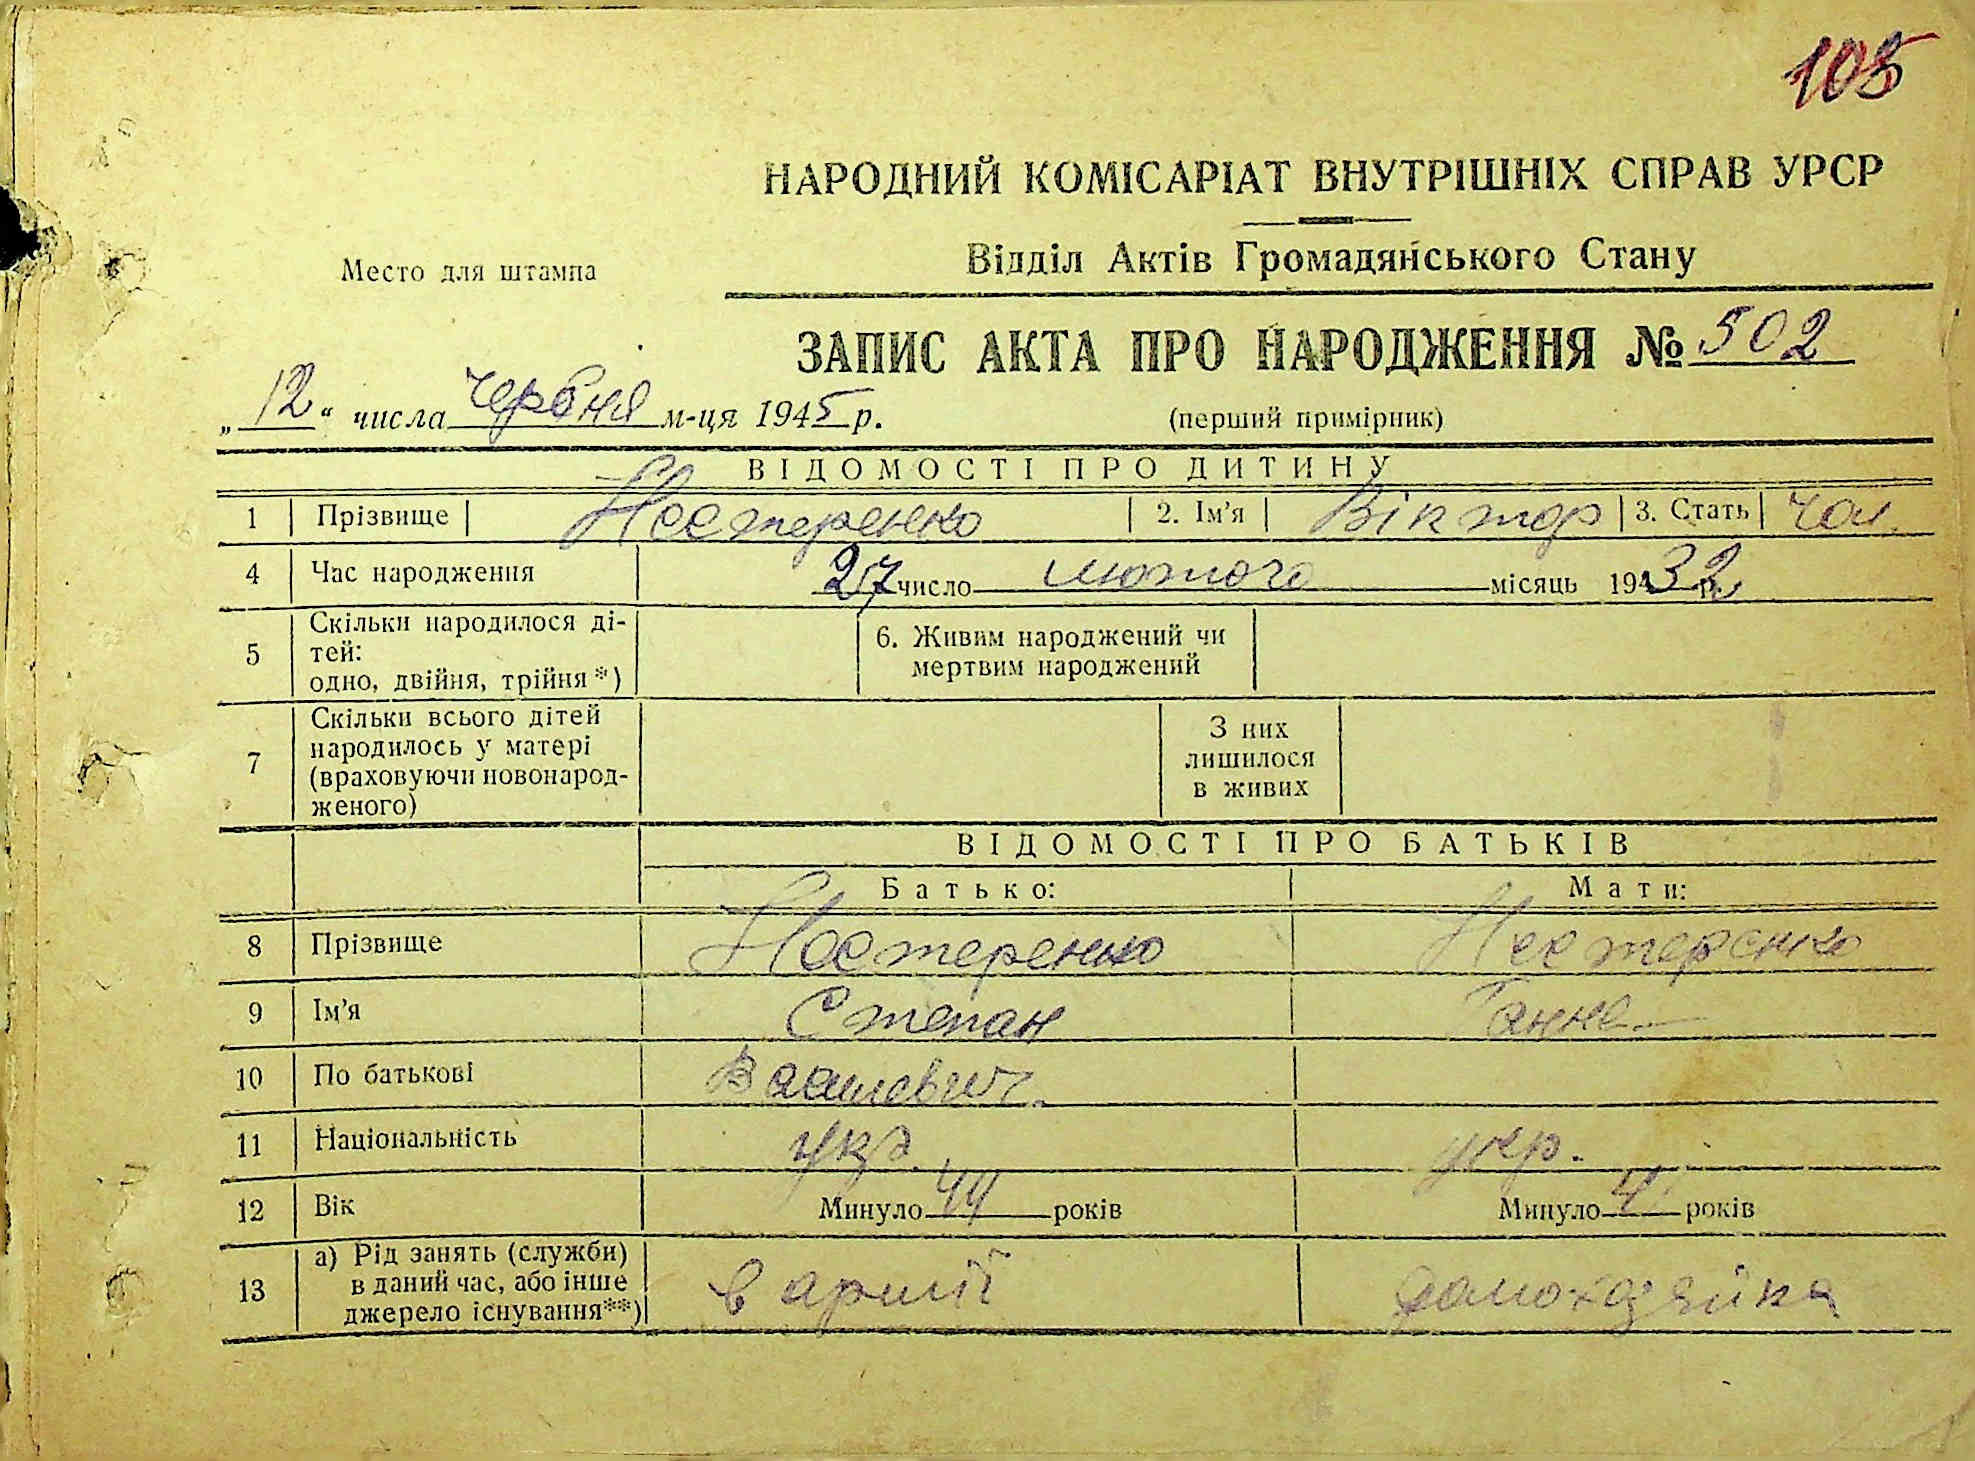 105
НАРОДНИЙ КОМІСАРІАТ ВНУТРІШНІХ СПРАВ УРСР
Место для штампа
Відділ Актів Громадянського Стану
ЗАПИС АКТА ПРО НАРОДЖЕННЯ № 502
„12“ числа червня м-ця 1945 р.
(перший примірник)
ВІДОМОСТІ ПРО ДИТИНУ
1 Прізвище Нестеренко 2. Ім'я Віктор 3. Стать чол.
4 Час народження 27 число лютого місяць 1932 р.
5 Скільки народилося ді-
тей:
одно, двійня, трійня*)
6. Живим народжений чи
мертвим народжений
7 Скільки всього дітей
народилось у матері
(враховуючи новонарод-
женого)
З них
лишилося
в живих
ВІДОМОСТІ ПРО БАТЬКІВ
Батько: Мати:
8 Прізвище Нестеренко Нестеренко
9 Ім'я Степан Ганна
10 По батькові Васильевич
11 Національність укр. укр.
12 Вік Минуло 44 років Минуло років
13 а) Рід занять (служби)
в даний час, або інше
джерело існування**)
в армії домохазяйка